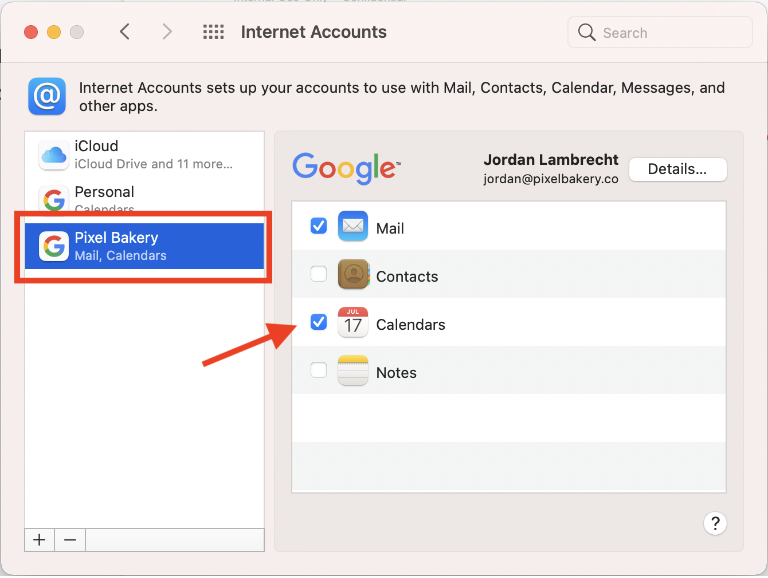 Internet Accounts
Search
Internet Accounts sets up your accounts to use with Mail, Contacts, Calendar, Messages, and
other apps.
iCloud
iCloud Drive and 11 more...
Personal
Calendars
Pixel Bakery
Mail, Calendars
Google™
Jordan Lambrecht
jordan@pixelbakery.co
Details...
Mail
Contacts
JUL
17
Calendars
Notes
+ −
?